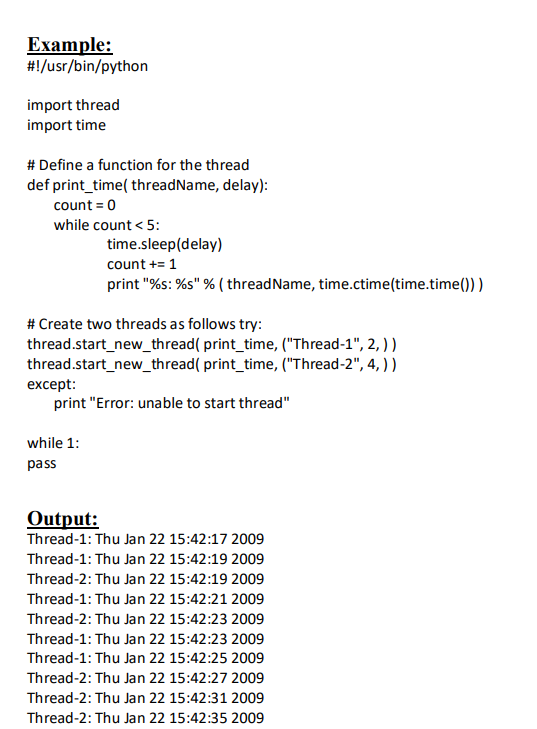 Example:
#!/usr/bin/python
import thread
import time
# Define a function for the thread
def print_time( threadName, delay):
count = 0
while count < 5:
time.sleep(delay)
count += 1
print "%s: %s" % ( threadName, time.ctime(time.time()) )
# Create two threads as follows try:
thread.start_new_thread( print_time, ("Thread-1", 2, ) )
thread.start_new_thread( print_time, ("Thread-2", 4, ) )
except:
print "Error: unable to start thread"
while 1:
pass
Output:
Thread-1: Thu Jan 22 15:42:17 2009
Thread-1: Thu Jan 22 15:42:19 2009
Thread-2: Thu Jan 22 15:42:19 2009
Thread-1: Thu Jan 22 15:42:21 2009
Thread-2: Thu Jan 22 15:42:23 2009
Thread-1: Thu Jan 22 15:42:23 2009
Thread-1: Thu Jan 22 15:42:25 2009
Thread-2: Thu Jan 22 15:42:27 2009
Thread-2: Thu Jan 22 15:42:31 2009
Thread-2: Thu Jan 22 15:42:35 2009